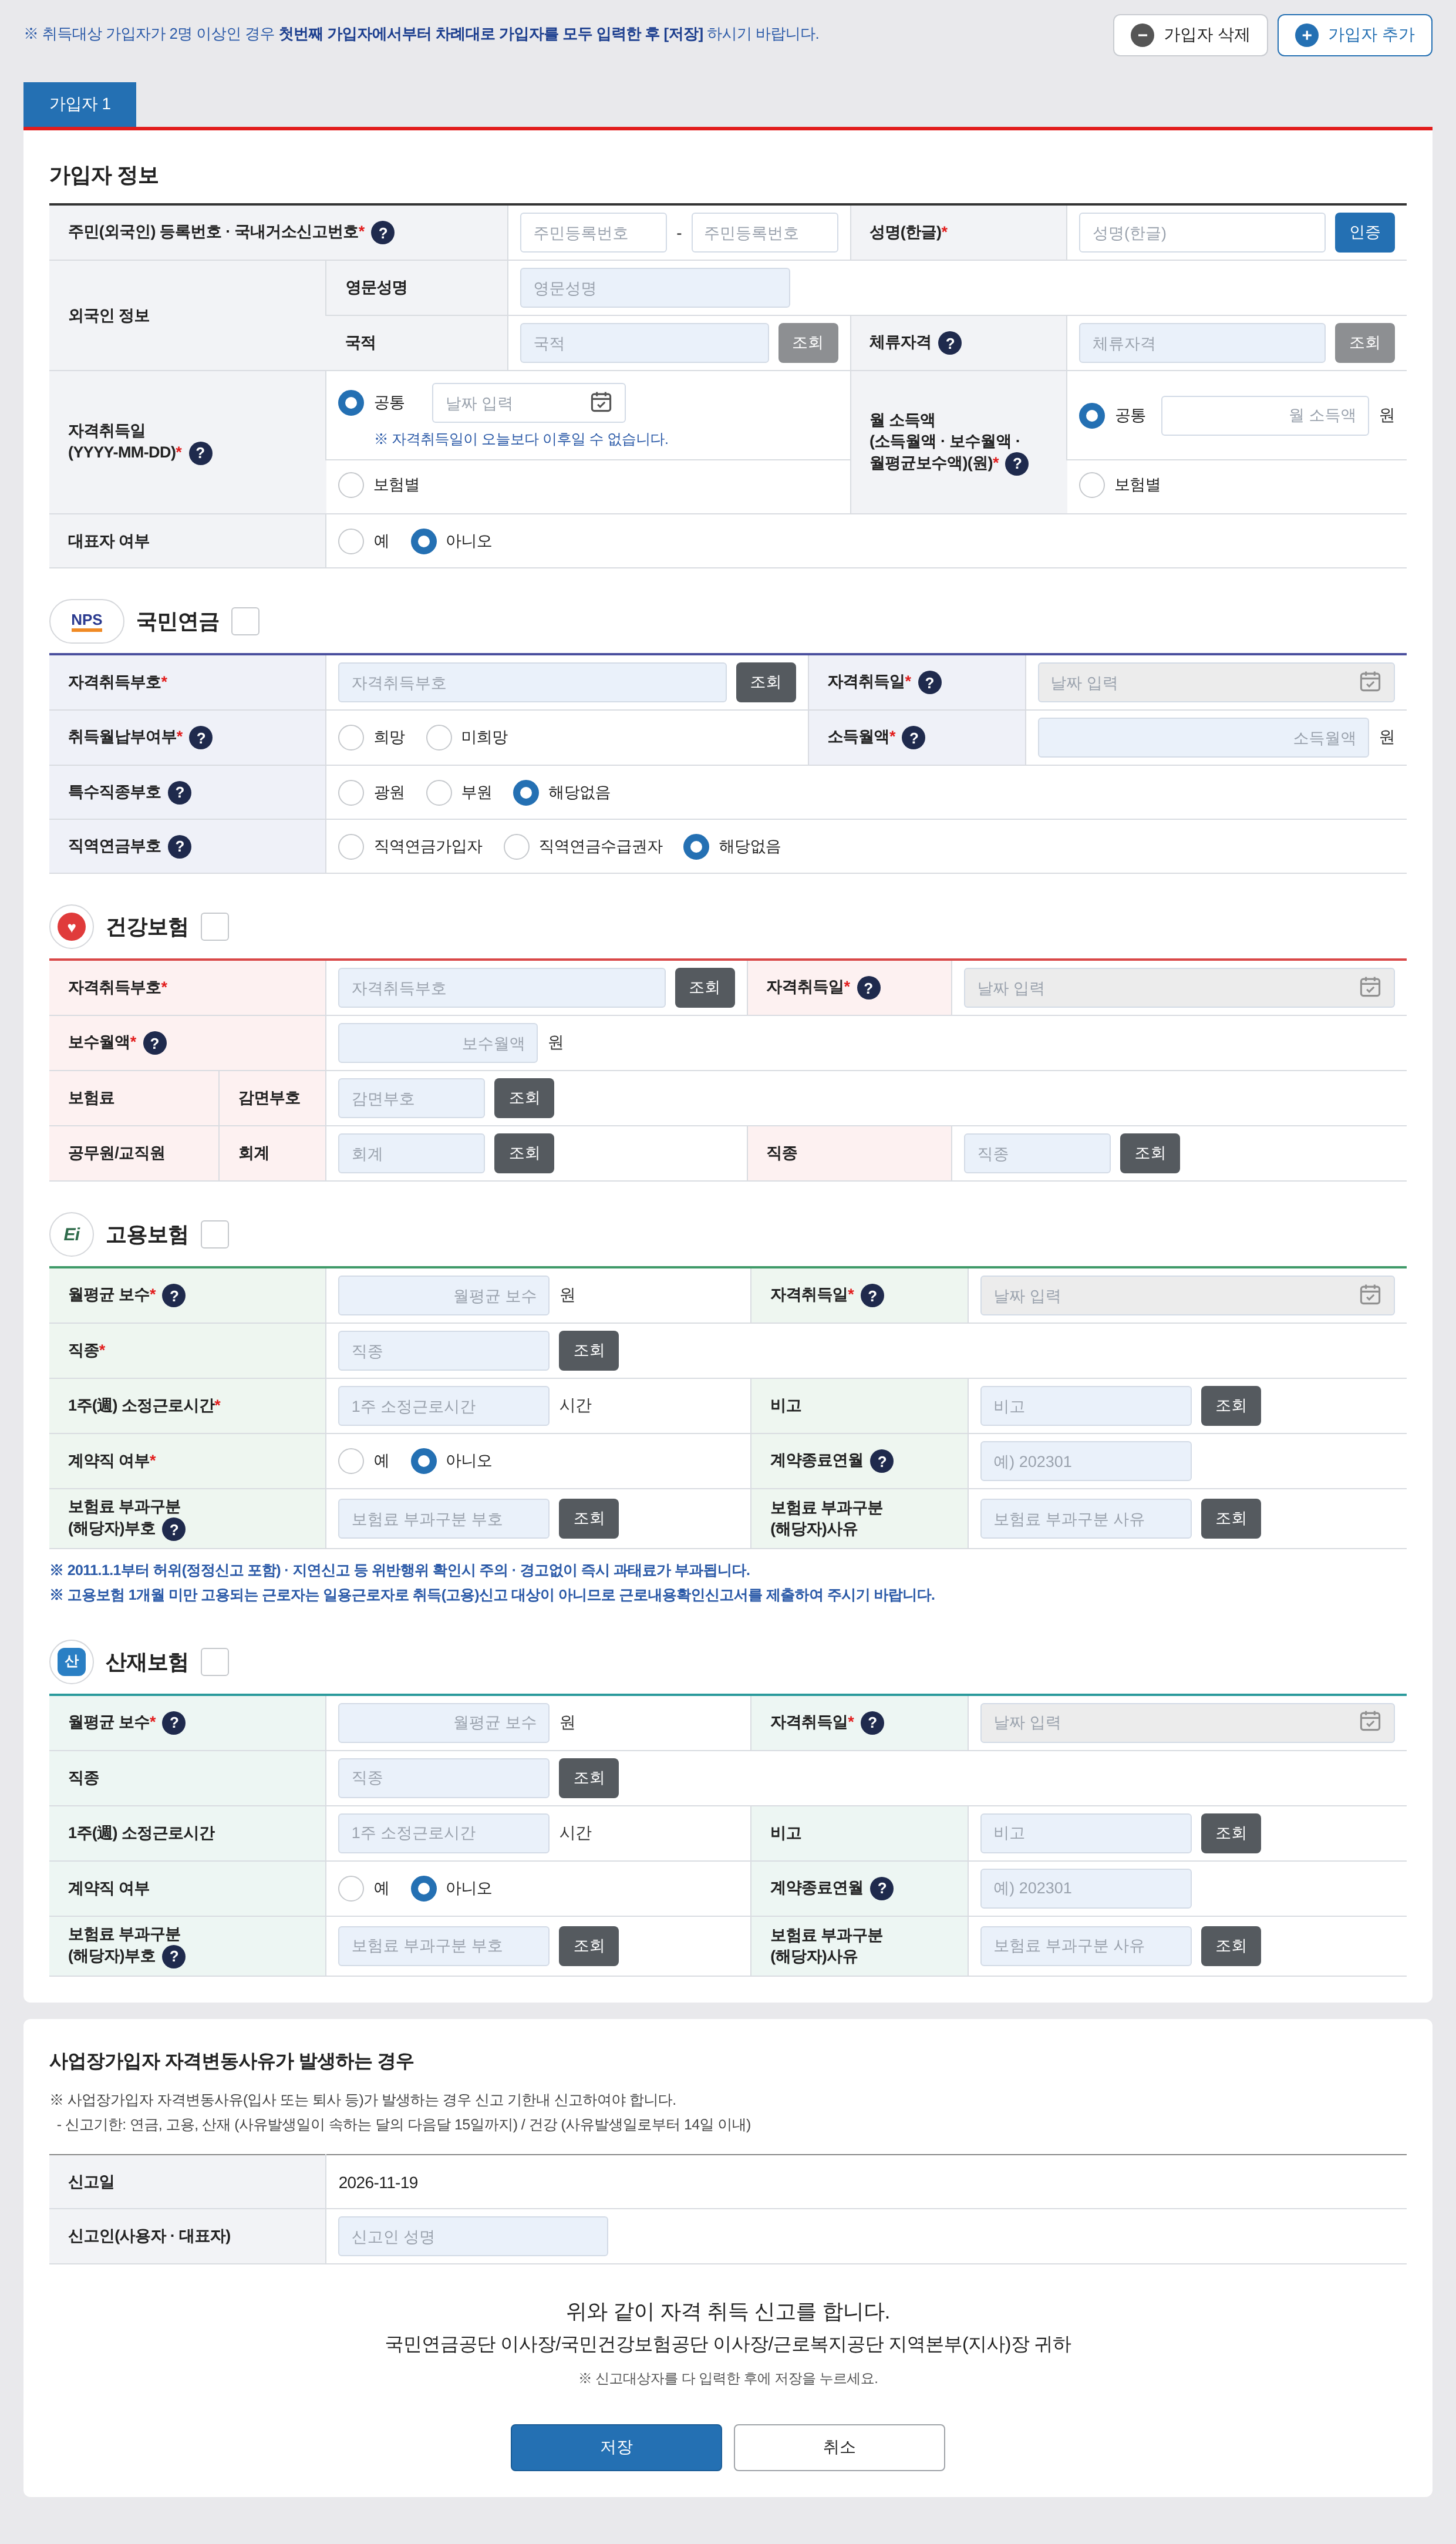 ※ 취득대상 가입자가 2명 이상인 경우 첫번째 가입자에서부터 차례대로 가입자를 모두 입력한 후 [저장] 하시기 바랍니다.
가입자 삭제
가입자 추가
가입자 1
가입자 정보
주민(외국인) 등록번호 · 국내거소신고번호* ?
주민등록번호 - 주민등록번호
성명(한글)*
성명(한글)
인증
외국인 정보
영문성명
영문성명
국적
국적
조회
체류자격 ?
체류자격
조회
자격취득일
(YYYY-MM-DD)* ?
공통
날짜 입력
※ 자격취득일이 오늘보다 이후일 수 없습니다.
보험별
월 소득액
(소득월액 · 보수월액 ·
월평균보수액)(원)* ?
공통
월 소득액
원
보험별
대표자 여부
예
아니오
NPS
국민연금
자격취득부호*
자격취득부호
조회
자격취득일* ?
날짜 입력
취득월납부여부* ?
희망
미희망
소득월액* ?
소득월액
원
특수직종부호 ?
광원
부원
해당없음
직역연금부호 ?
직역연금가입자
직역연금수급권자
해당없음
♥
건강보험
자격취득부호*
자격취득부호
조회
자격취득일* ?
날짜 입력
보수월액* ?
보수월액
원
보험료
감면부호
감면부호
조회
공무원/교직원
회계
회계
조회
직종
직종
조회
Ei
고용보험
월평균 보수* ?
월평균 보수
원
자격취득일* ?
날짜 입력
직종*
직종
조회
1주(週) 소정근로시간*
1주 소정근로시간
시간
비고
비고
조회
계약직 여부*
예
아니오
계약종료연월 ?
예) 202301
보험료 부과구분
(해당자)부호 ?
보험료 부과구분 부호
조회
보험료 부과구분
(해당자)사유
보험료 부과구분 사유
조회
※ 2011.1.1부터 허위(정정신고 포함) · 지연신고 등 위반행위 확인시 주의 · 경고없이 즉시 과태료가 부과됩니다.
※ 고용보험 1개월 미만 고용되는 근로자는 일용근로자로 취득(고용)신고 대상이 아니므로 근로내용확인신고서를 제출하여 주시기 바랍니다.
산
산재보험
월평균 보수* ?
월평균 보수
원
자격취득일* ?
날짜 입력
직종
직종
조회
1주(週) 소정근로시간
1주 소정근로시간
시간
비고
비고
조회
계약직 여부
예
아니오
계약종료연월 ?
예) 202301
보험료 부과구분
(해당자)부호 ?
보험료 부과구분 부호
조회
보험료 부과구분
(해당자)사유
보험료 부과구분 사유
조회
사업장가입자 자격변동사유가 발생하는 경우
※ 사업장가입자 자격변동사유(입사 또는 퇴사 등)가 발생하는 경우 신고 기한내 신고하여야 합니다.
- 신고기한: 연금, 고용, 산재 (사유발생일이 속하는 달의 다음달 15일까지) / 건강 (사유발생일로부터 14일 이내)
신고일
2026-11-19
신고인(사용자 · 대표자)
신고인 성명
위와 같이 자격 취득 신고를 합니다.
국민연금공단 이사장/국민건강보험공단 이사장/근로복지공단 지역본부(지사)장 귀하
※ 신고대상자를 다 입력한 후에 저장을 누르세요.
저장
취소